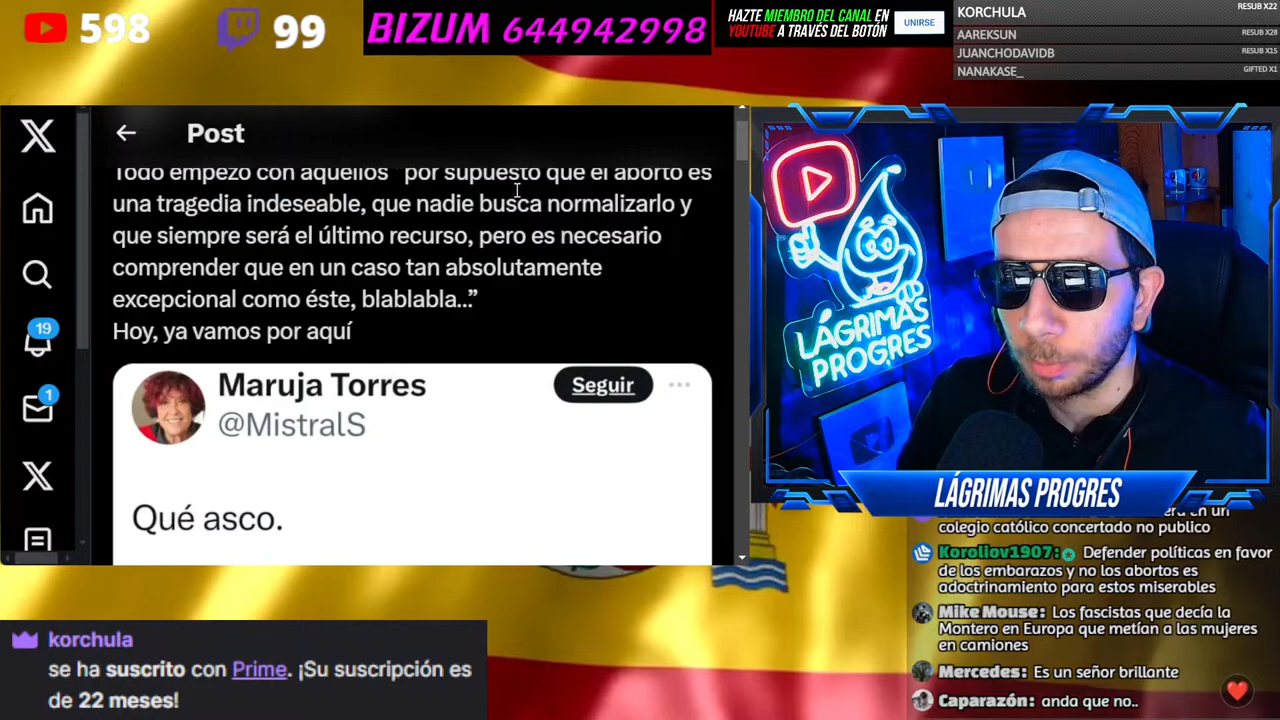 598
99
BIZUM 644942998
HAZTE MIEMBRO DEL CANAL EN
YOUTUBE A TRAVÉS DEL BOTÓN
UNIRSE
KORCHULA
RESUB X22
AAREKSUN
RESUB X28
JUANCHODAVIDB
RESUB X15
NANAKASE_
GIFTED X1
Post
Todo empezó con aquellos “por supuesto que el aborto es
una tragedia indeseable, que nadie busca normalizarlo y
que siempre será el último recurso, pero es necesario
comprender que en un caso tan absolutamente
excepcional como éste, blablabla..”
Hoy, ya vamos por aquí
19
1
Maruja Torres
Seguir
@MistralS
Qué asco.
LÁGRIMAS
PROGRES
LÁGRIMAS PROGRES
en un
colegio católico concertado no publico
Koroliov1907: Defender políticas en favor
de los embarazos y no los abortos es
adoctrinamiento para estos miserables
Mike Mouse: Los fascistas que decía la
Montero en Europa que metían a las mujeres
en camiones
Mercedes: Es un señor brillante
Caparazón: anda que no..
korchula
se ha suscrito con Prime. ¡Su suscripción es
de 22 meses!